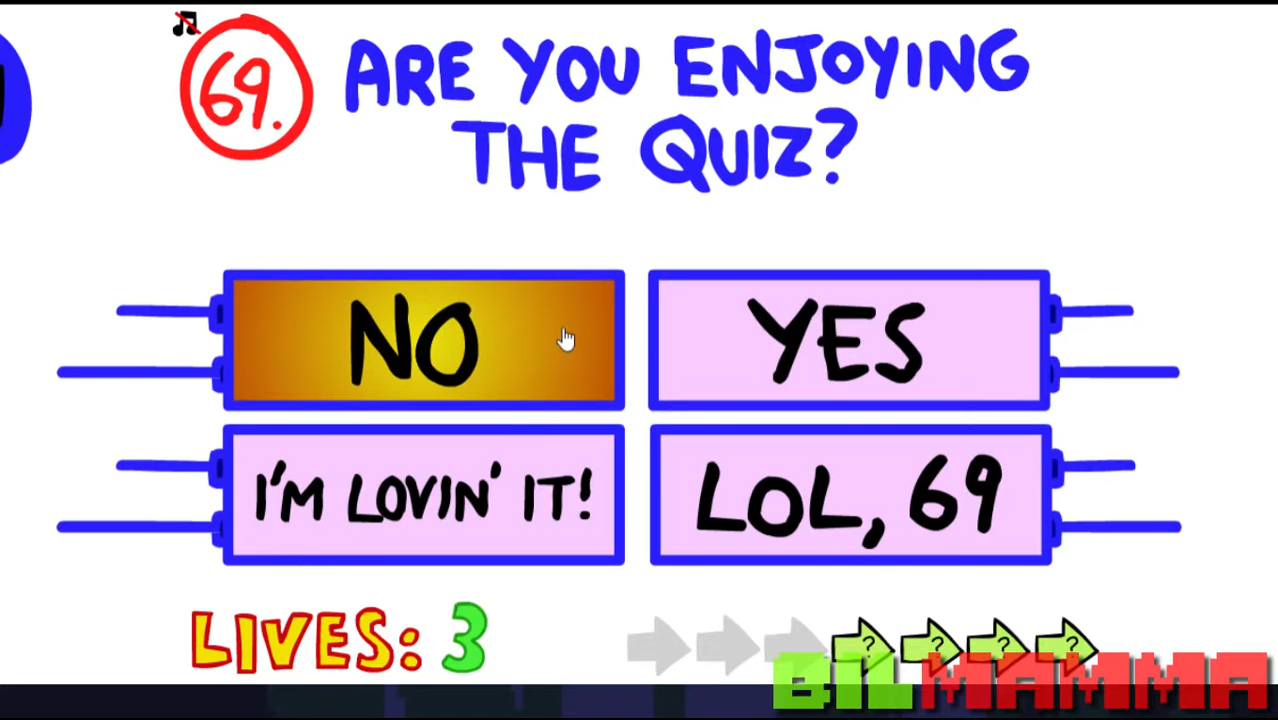 69. ARE YOU ENJOYING
THE QUIZ?
NO
YES
I'M LOVIN' IT!
LOL, 69
LIVES: 3
? ? ? ?
BILMAMMA